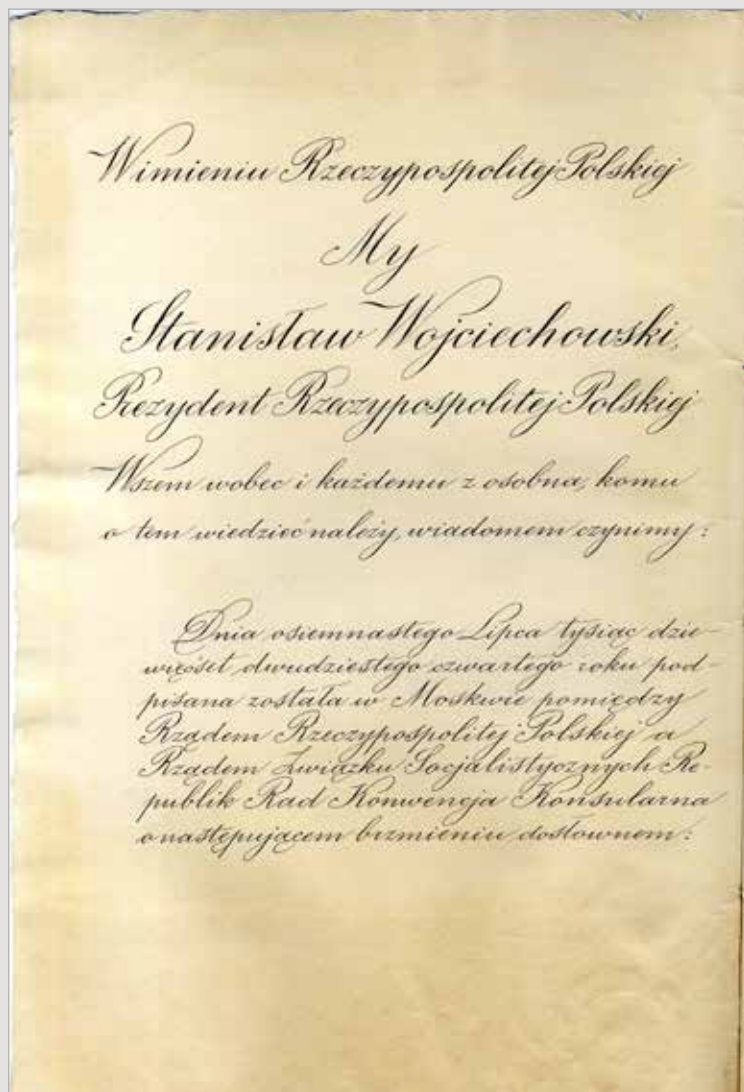 W imieniu Rzeczypospolitej Polskiej
My
Stanisław Wojciechowski,
Prezydent Rzeczypospolitej Polskiej
Wszem wobec i każdemu z osobna, komu
o tem wiedzieć należy, wiadomem czynimy:
Dnia osiemnastego Lipca tysiąc dzie-
więćset dwudziestego czwartego roku pod-
pisana została w Moskwie pomiędzy
Rządem Rzeczypospolitej Polskiej a
Rządem Związku Socjalistycznych Re-
publik Rad Konwencja Konsularna
o następującem brzmieniu dosłownem: